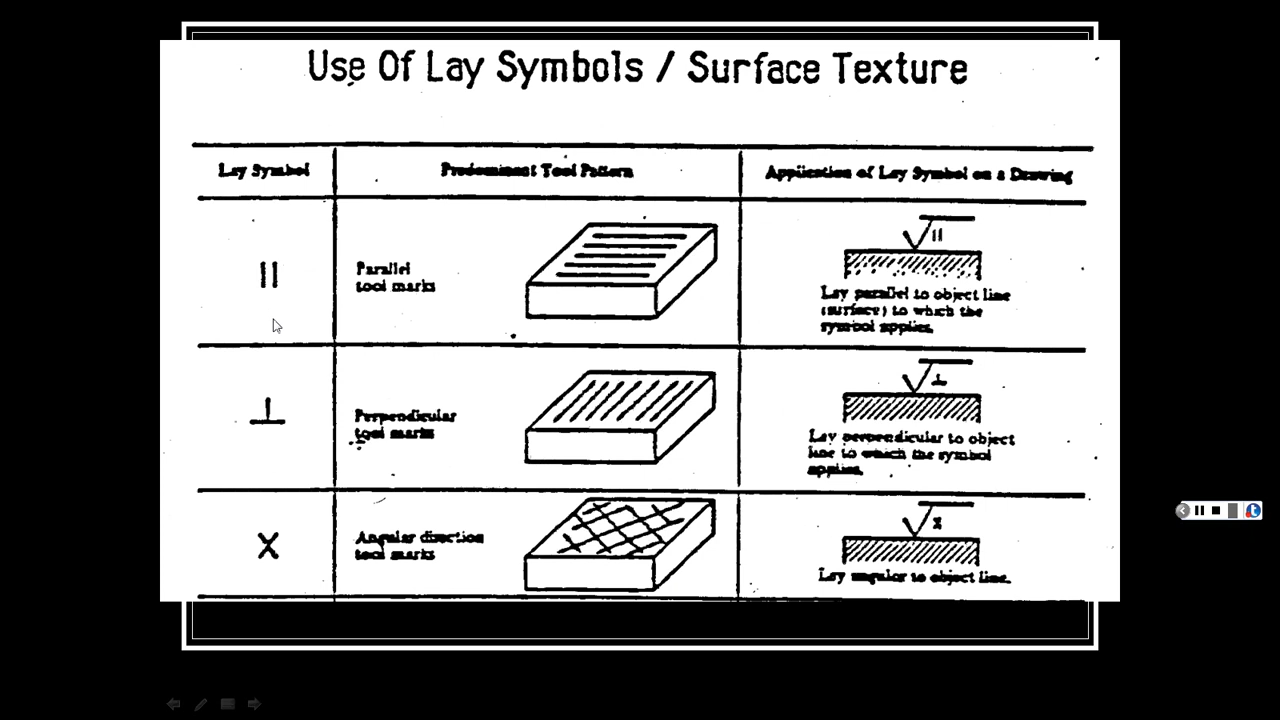 Use Of Lay Symbols / Surface Texture
Lay Symbol
Predominent Tool Pattern
Application of Lay Symbol on a Drawing
||
Parallel
tool marks
||
Lay parallel to object line
(surface) to which the
symbol applies.
⊥
Perpendicular
tool marks
⊥
Lay perpendicular to object
line to which the symbol
applies.
X
Angular direction
tool marks
X
Lay angular to object line.